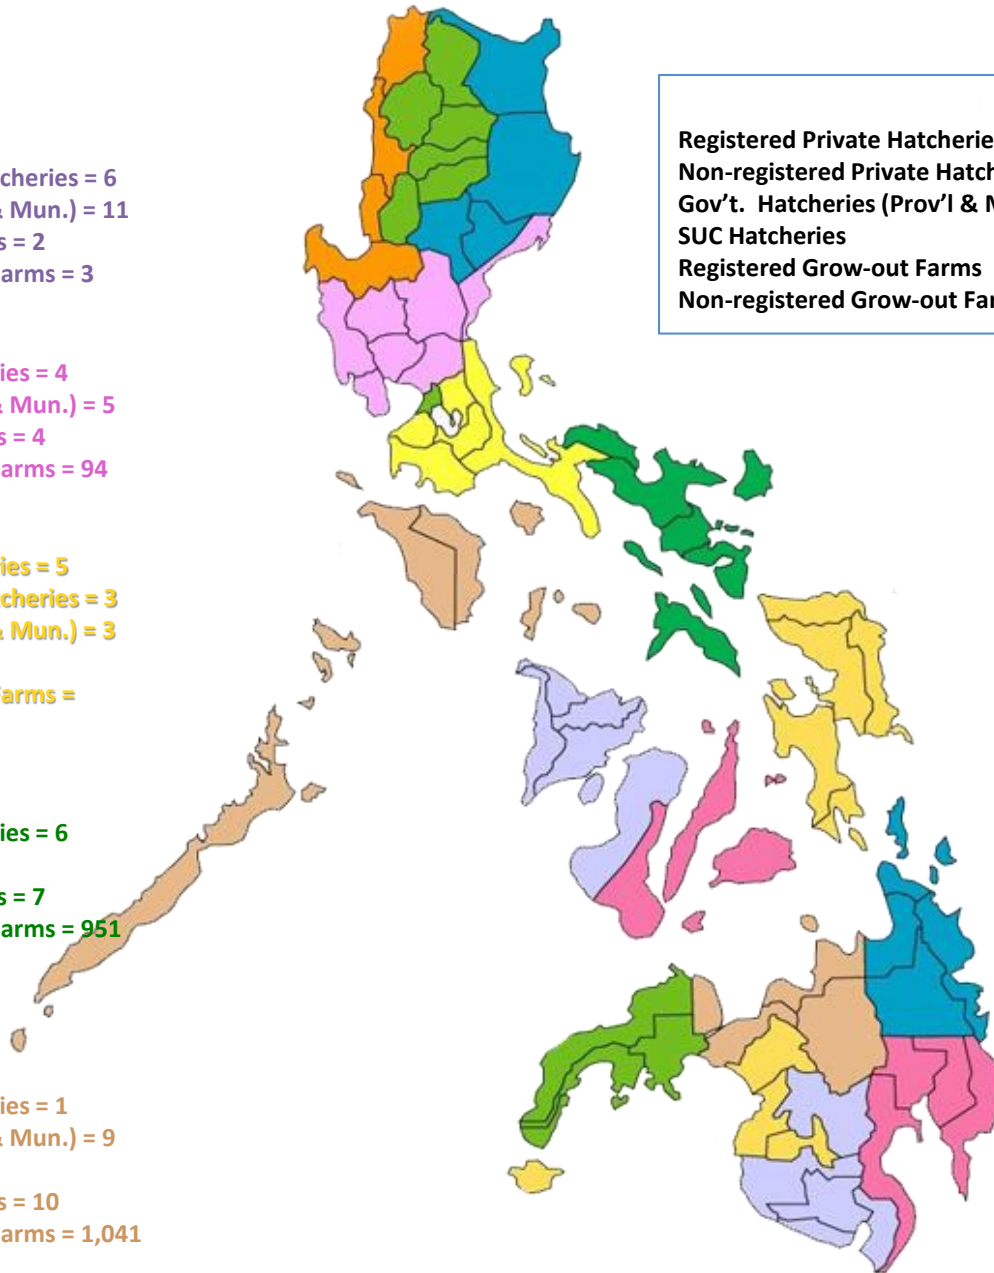 cheries = 6
& Mun.) = 11
s = 2
arms = 3
ies = 4
& Mun.) = 5
s = 4
arms = 94
ies = 5
cheries = 3
& Mun.) = 3
Farms =
ies = 6
s = 7
arms = 951
ies = 1
& Mun.) = 9
s = 10
arms = 1,041
Registered Private Hatcherie
Non-registered Private Hatch
Gov’t. Hatcheries (Prov’l & M
SUC Hatcheries
Registered Grow-out Farms
Non-registered Grow-out Far